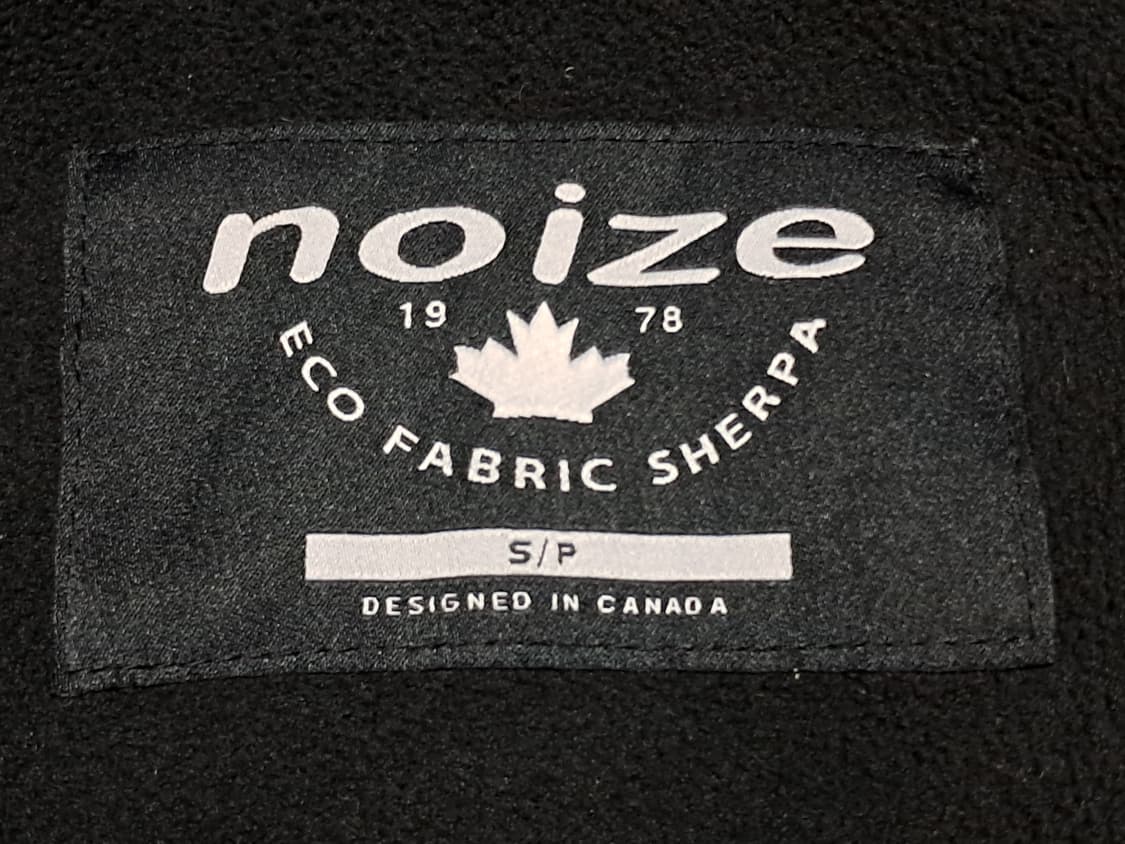 noize
19 78
ECO FABRIC SHERPA
S/P
DESIGNED IN CANADA